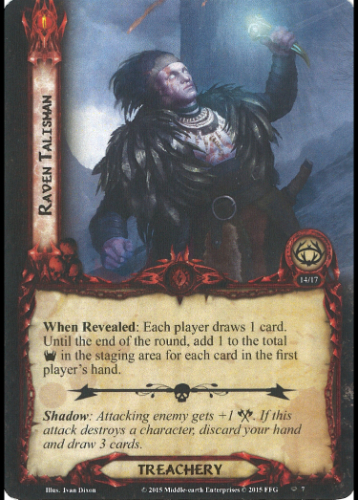 RAVEN TALISMAN
14/17
When Revealed: Each player draws 1 card.
Until the end of the round, add 1 to the total
in the staging area for each card in the first
player's hand.
Shadow: Attacking enemy gets +1 . If this
attack destroys a character, discard your hand
and draw 3 cards.
TREACHERY
Illus. Ivan Dixon © 2015 Middle-earth Enterprises © 2015 FFG 7